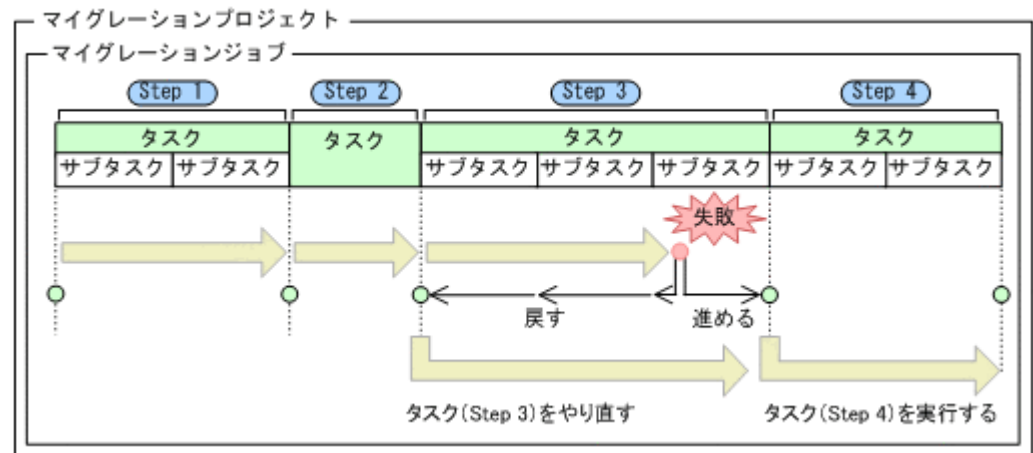 マイグレーションプロジェクト
マイグレーションジョブ
Step 1 Step 2 Step 3 Step 4
タスク タスク タスク タスク
サブタスク サブタスク サブタスク サブタスク サブタスク サブタスク サブタスク
失敗
戻す 進める
タスク(Step 3)をやり直す タスク(Step 4)を実行する